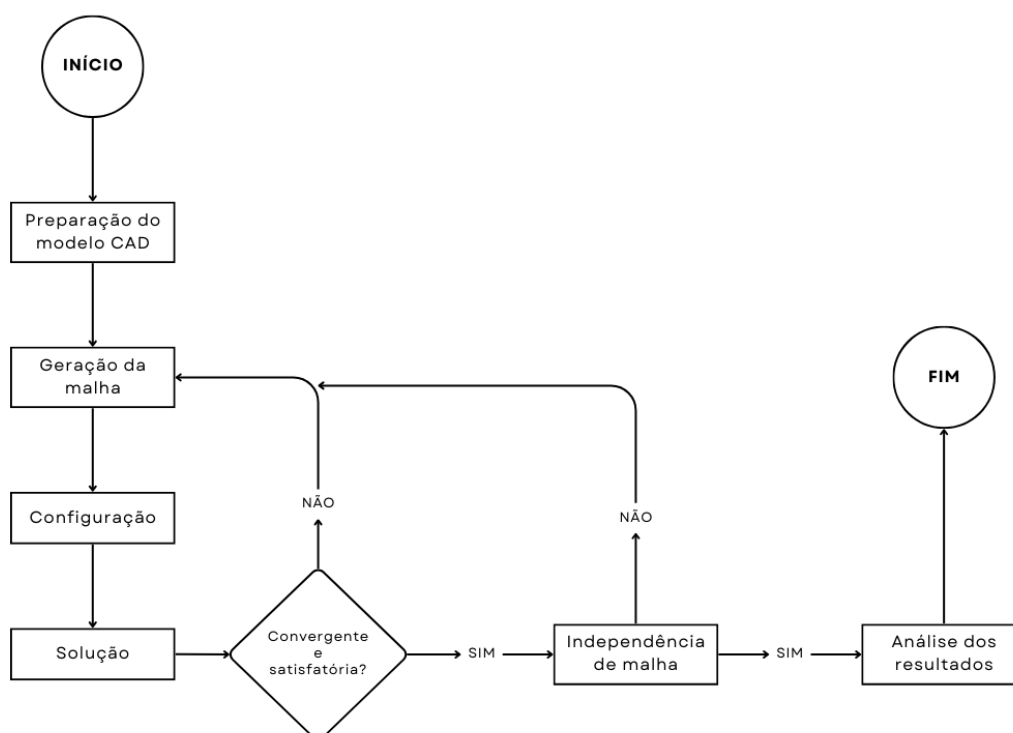 INÍCIO
Preparação do
modelo CAD
Geração da
malha
FIM
NÃO
NÃO
Configuração
Solução
Convergente
e
satisfatória?
SIM
Independência
de malha
SIM
Análise dos
resultados